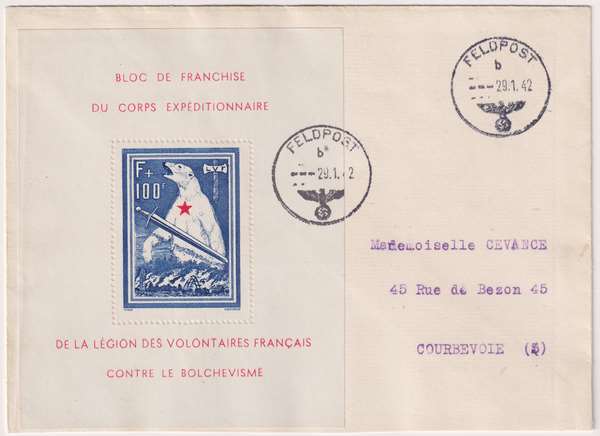 BLOC DE FRANCHISE
DU CORPS EXPÉDITIONNAIRE
F +
100F
LVF
DE LA LÉGION DES VOLONTAIRES FRANÇAIS
CONTRE LE BOLCHEVISME
FELDPOST
b*
29.1. 42
FELDPOST
b
29.1. 42
Mademoiselle CEVANCE
45 Rue de Bezon 45
COURBEVOIE